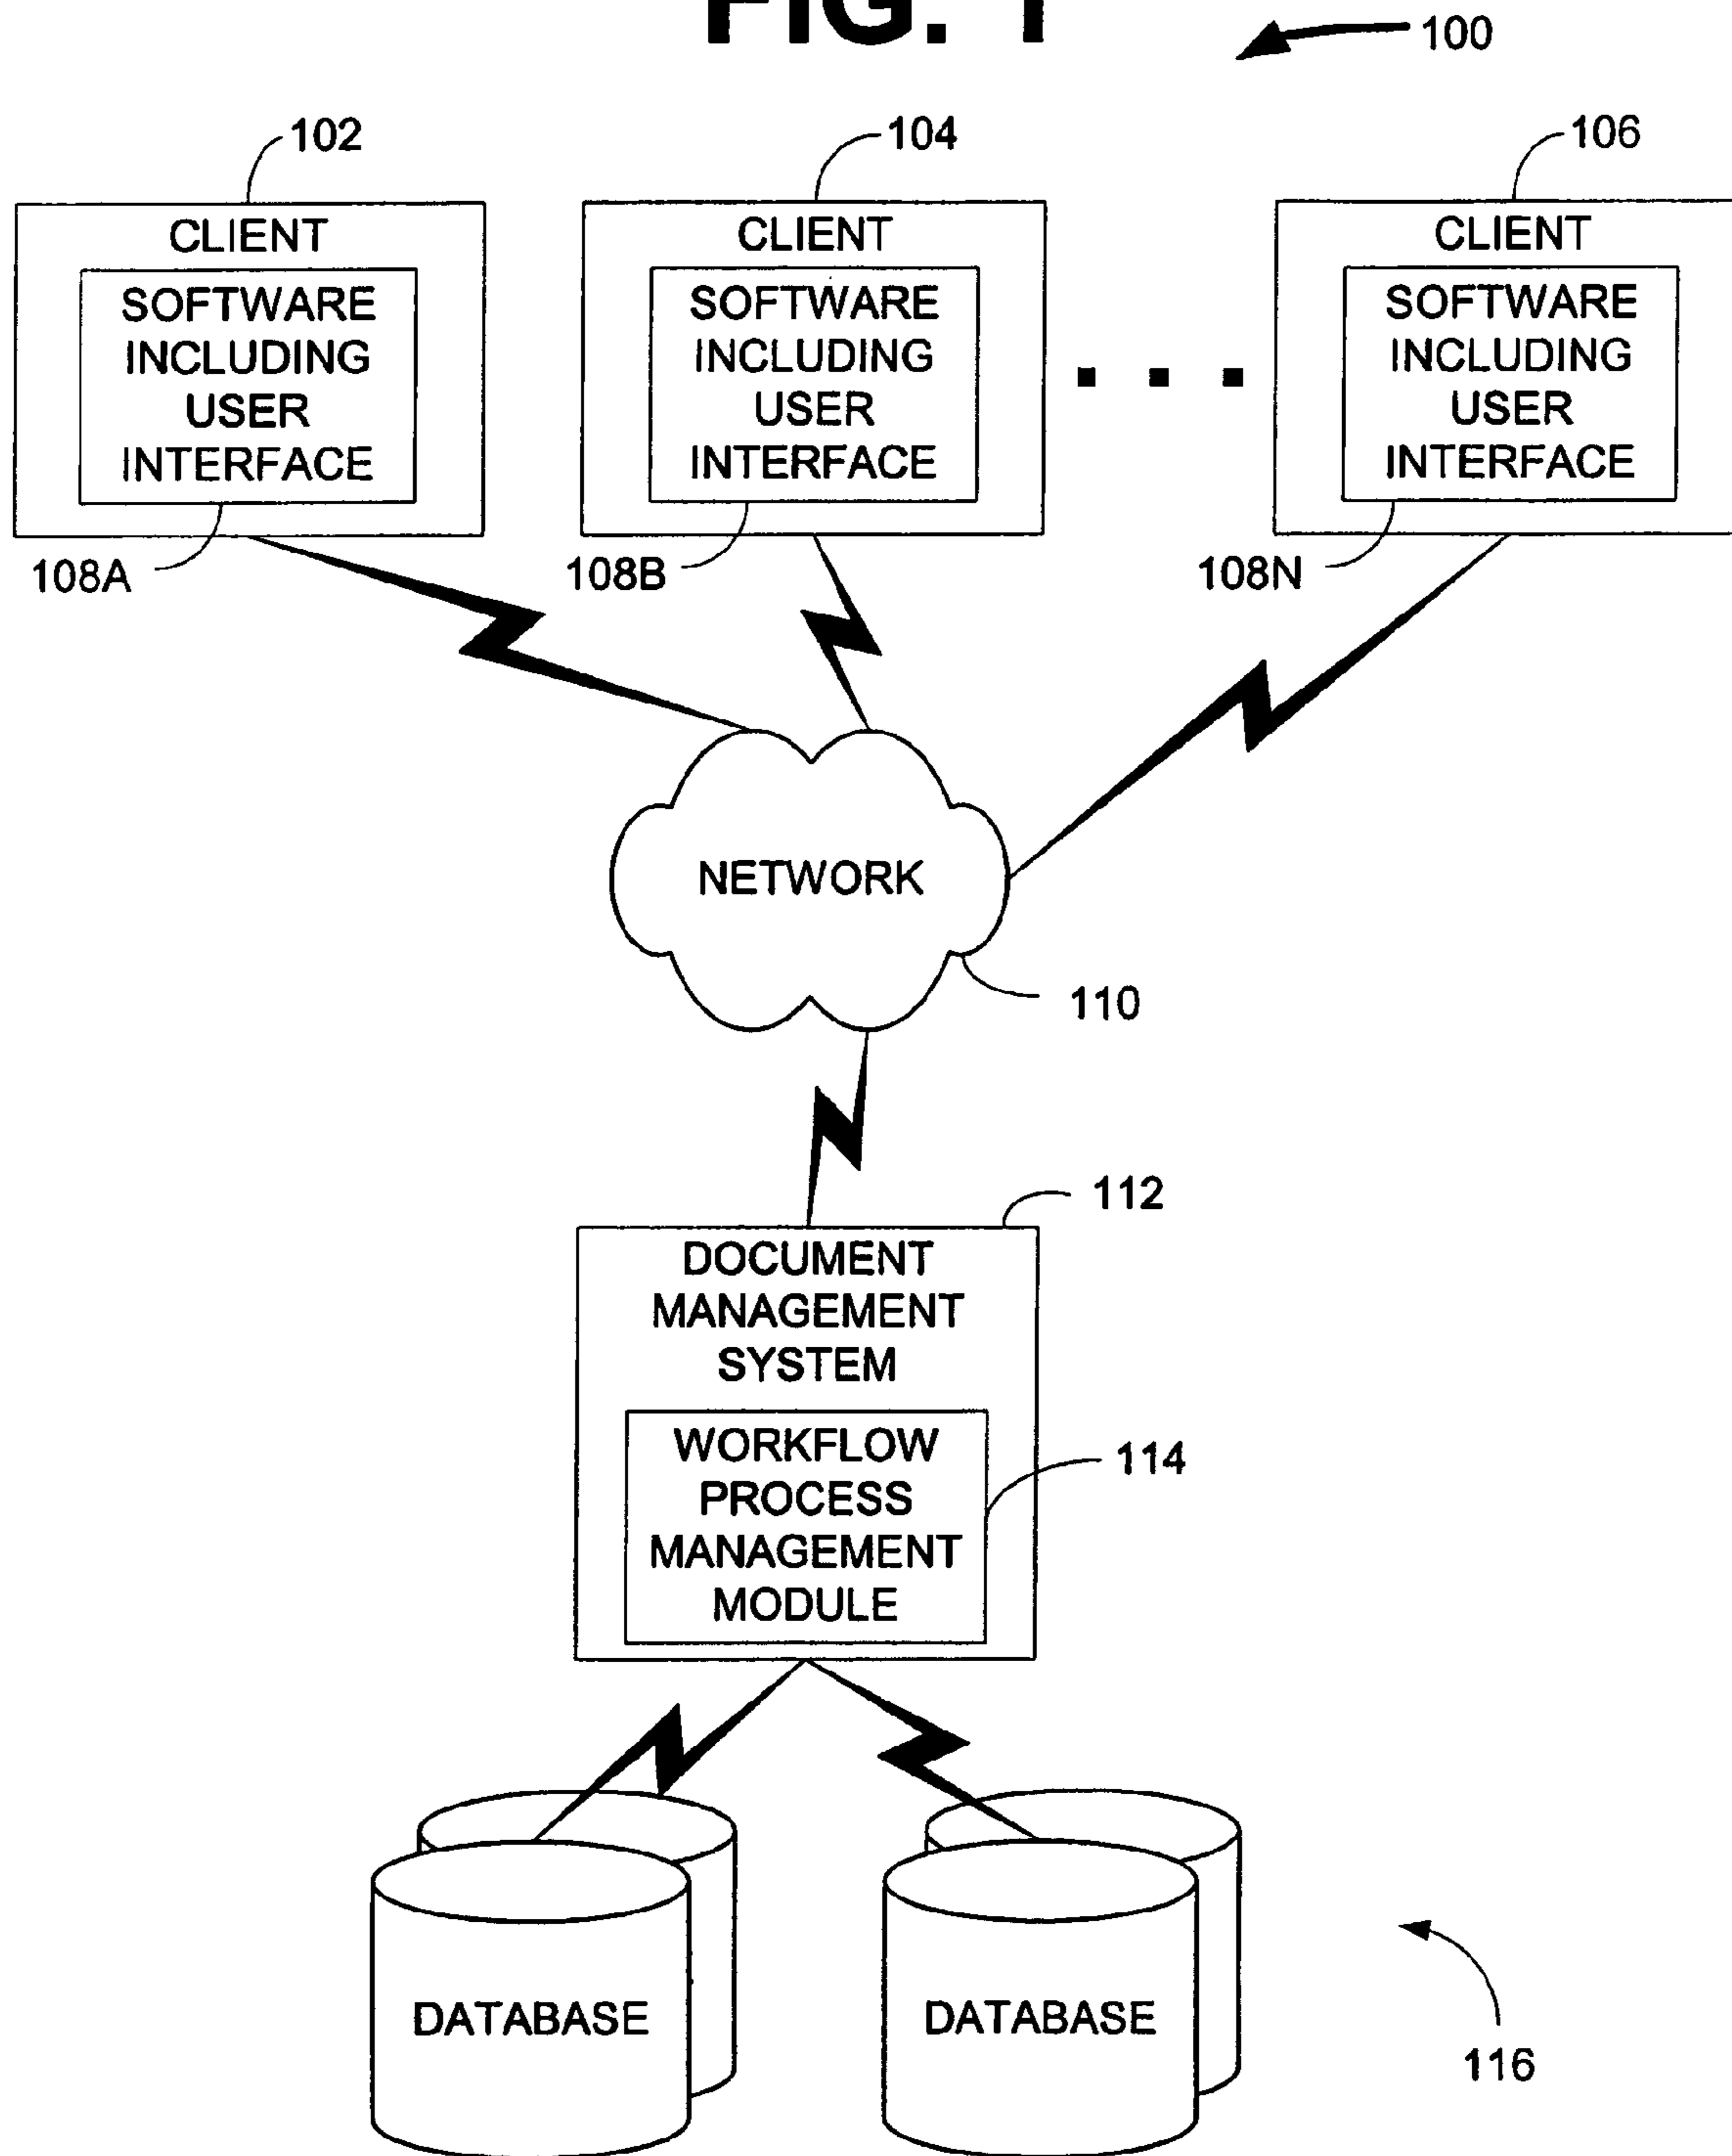 FIG. 1
100
102
104
106
CLIENT
SOFTWARE
INCLUDING
USER
INTERFACE
108A
CLIENT
SOFTWARE
INCLUDING
USER
INTERFACE
108B
CLIENT
SOFTWARE
INCLUDING
USER
INTERFACE
108N
NETWORK
110
112
DOCUMENT
MANAGEMENT
SYSTEM
WORKFLOW
PROCESS
MANAGEMENT
MODULE
114
DATABASE
DATABASE
116